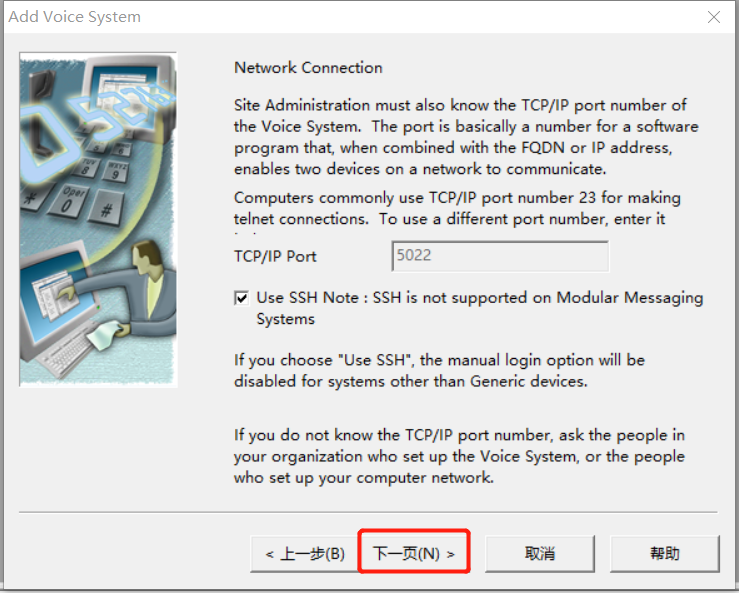 Add Voice System
Network Connection
Site Administration must also know the TCP/IP port number of
the Voice System.  The port is basically a number for a software
program that, when combined with the FQDN or IP address,
enables two devices on a network to communicate.
Computers commonly use TCP/IP port number 23 for making
telnet connections.  To use a different port number, enter it
TCP/IP Port
5022
Use SSH Note : SSH is not supported on Modular Messaging
Systems
If you choose "Use SSH", the manual login option will be
disabled for systems other than Generic devices.
If you do not know the TCP/IP port number, ask the people in
your organization who set up the Voice System, or the people
who set up your computer network.
< 上一步(B)
下一页(N) >
取消
帮助